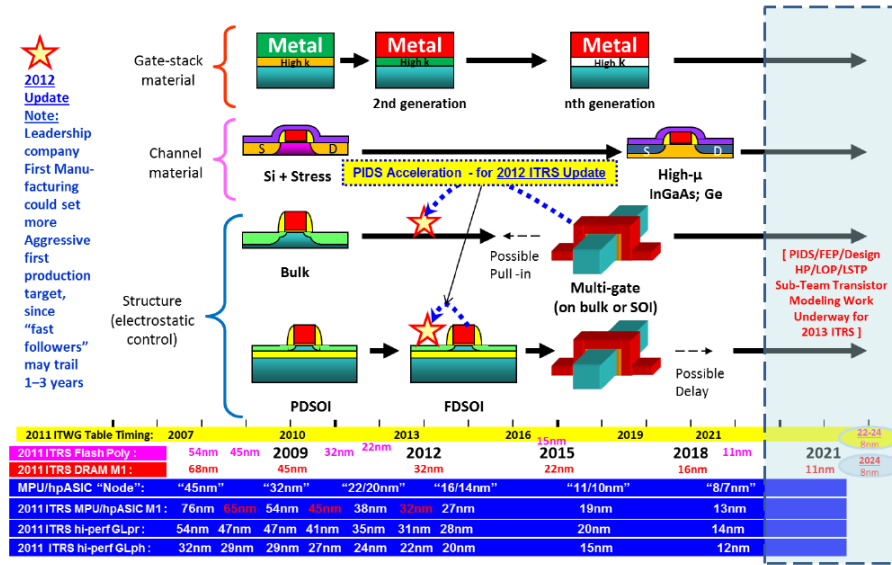 2012
Update
Note:
Leadership
company
First Manu-
facturing
could set
more
Aggressive
first
production
target,
since
“fast
followers”
may trail
1–3 years
Gate-stack
material
Metal
High k
Metal
High k
2nd generation
Metal
High k
nth generation
Channel
material
S
D
Si + Stress
PIDS Acceleration - for 2012 ITRS Update
S
D
High-µ
InGaAs; Ge
Structure
(electrostatic
control)
Bulk
Possible
Pull -in
Multi-gate
(on bulk or SOI)
PDSOI
FDSOI
Possible
Delay
[ PIDS/FEP/Design
HP/LOP/LSTP
Sub-Team Transistor
Modeling Work
Underway for
2013 ITRS ]
2011 ITWG Table Timing: 2007 2010 2013 2016 2019 2021 22-24
8nm
2011 ITRS Flash Poly : 54nm 45nm 2009 32nm 22nm 2012 15nm 2015 2018 11nm 2021
2011 ITRS DRAM M1: 68nm 45nm 32nm 22nm 16nm 11nm 2024
8nm
MPU/hpASIC “Node”: “45nm” “32nm” “22/20nm” “16/14nm” “11/10nm” “8/7nm”
2011 ITRS MPU/hpASIC M1 : 76nm 65nm 54nm 45nm 38nm 32nm 27nm 19nm 13nm
2011 ITRS hi-perf GLpr : 54nm 47nm 47nm 41nm 35nm 31nm 28nm 20nm 14nm
2011 ITRS hi-perf GLph : 32nm 29nm 29nm 27nm 24nm 22nm 20nm 15nm 12nm